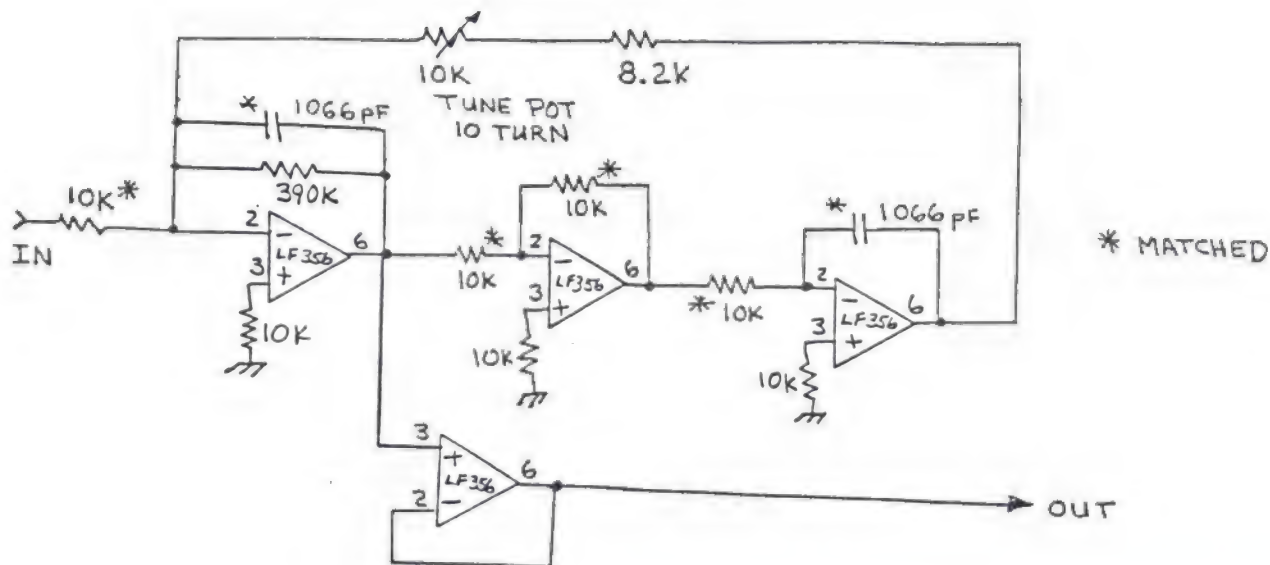 10K
8.2K
TUNE POT
10 TURN
* 1066pF
390K
10K*
IN
2
-
LF356
6
3
+
10K
*
10K
*
10K
2
-
LF356
6
3
+
10K
*
10K
* 1066pF
2
-
LF356
6
3
+
10K
* MATCHED
3
+
LF356
6
2
-
OUT